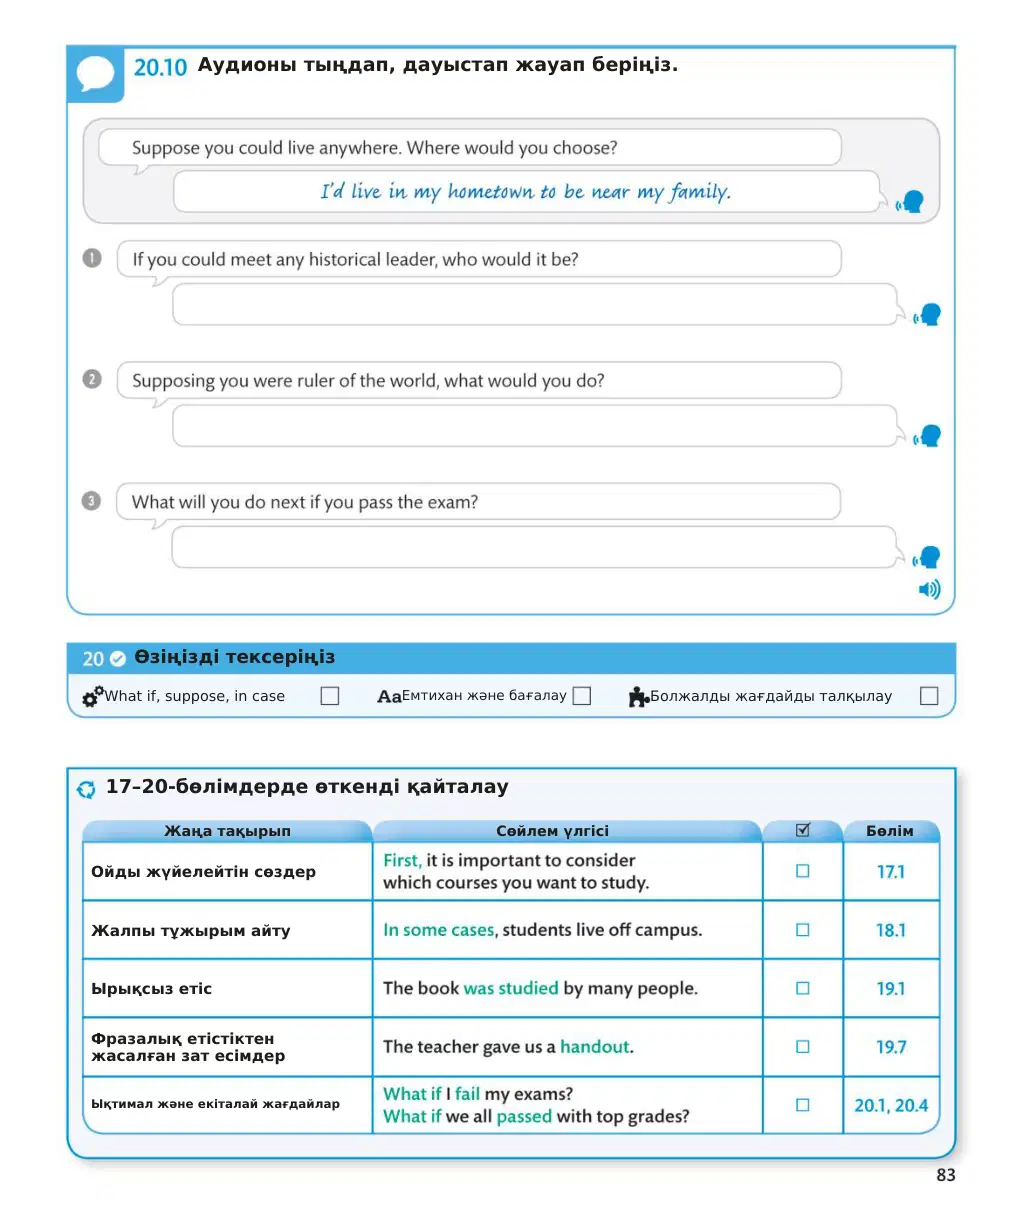 20.10 Аудионы тыңдап, дауыстап жауап беріңіз.
Suppose you could live anywhere. Where would you choose?
I'd live in my hometown to be near my family.
1 If you could meet any historical leader, who would it be?
2 Supposing you were ruler of the world, what would you do?
3 What will you do next if you pass the exam?
20 Өзіңізді тексеріңіз
What if, suppose, in case
Aa Емтихан және бағалау
Болжалды жағдайды талқылау
17–20-бөлімдерде өткенді қайталау
Жаңа тақырып
Сөйлем үлгісі
Бөлім
Ойды жүйелейтін сөздер
First, it is important to consider
which courses you want to study.
17.1
Жалпы тұжырым айту
In some cases, students live off campus.
18.1
Ырықсыз етіс
The book was studied by many people.
19.1
Фразалық етістіктен
жасалған зат есімдер
The teacher gave us a handout.
19.7
Ықтимал және екіталай жағдайлар
What if I fail my exams?
What if we all passed with top grades?
20.1, 20.4
83